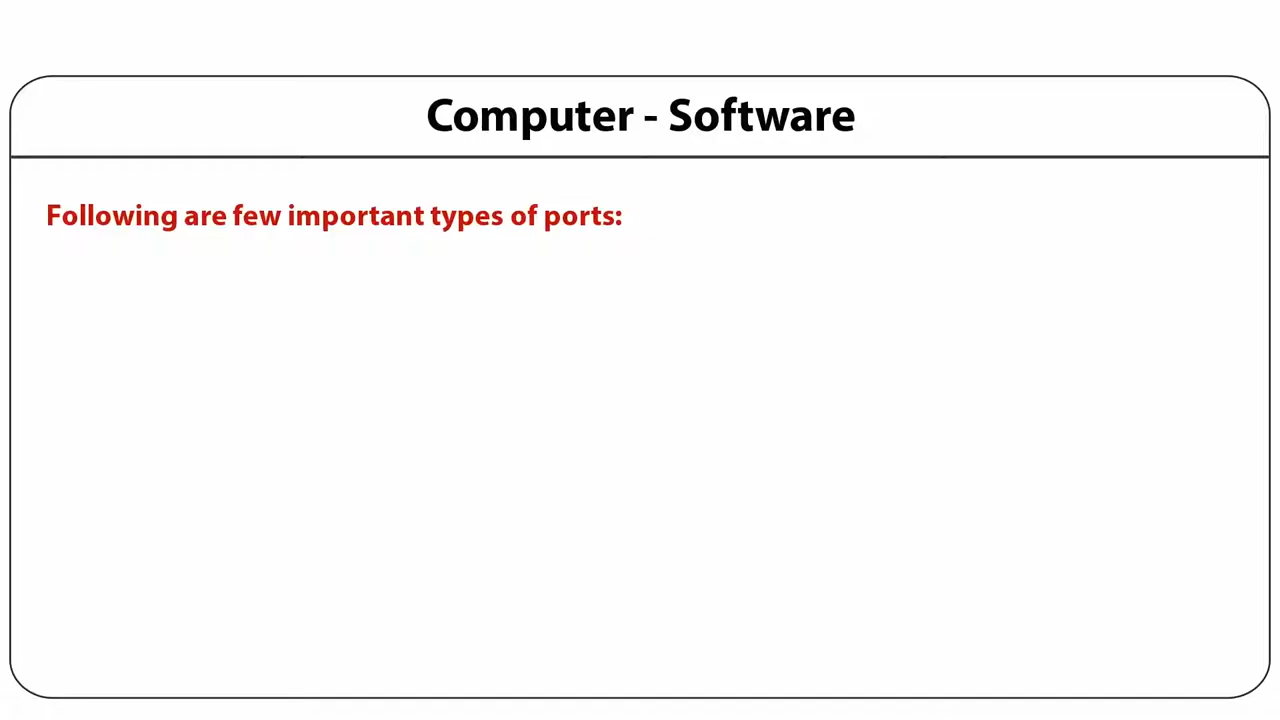 Computer - Software
Following are few important types of ports: